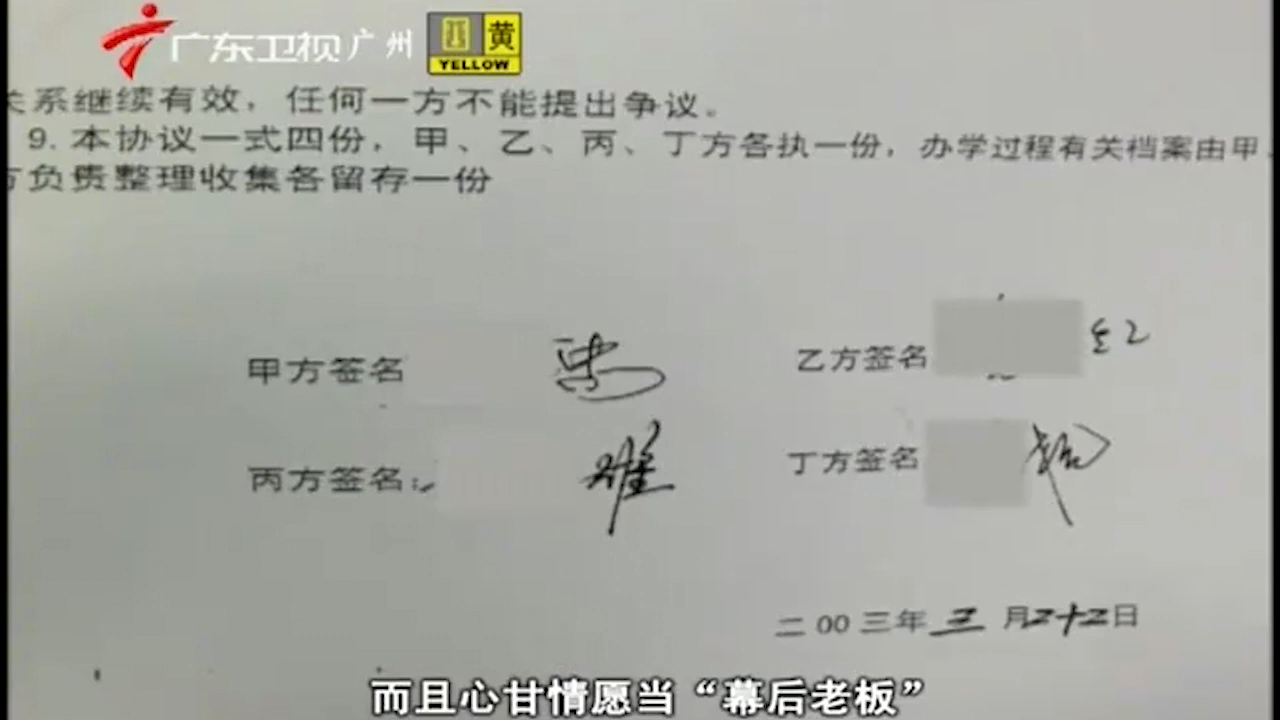 广东卫视 广州 黄
YELLOW
关系继续有效，任何一方不能提出争议。
9.本协议一式四份，甲、乙、丙、丁方各执一份，办学过程有关档案由甲、
方负责整理收集各留存一份
甲方签名
乙方签名 红
丙方签名：
丁方签名
二00三年三月二十二日
而且心甘情愿当“幕后老板”